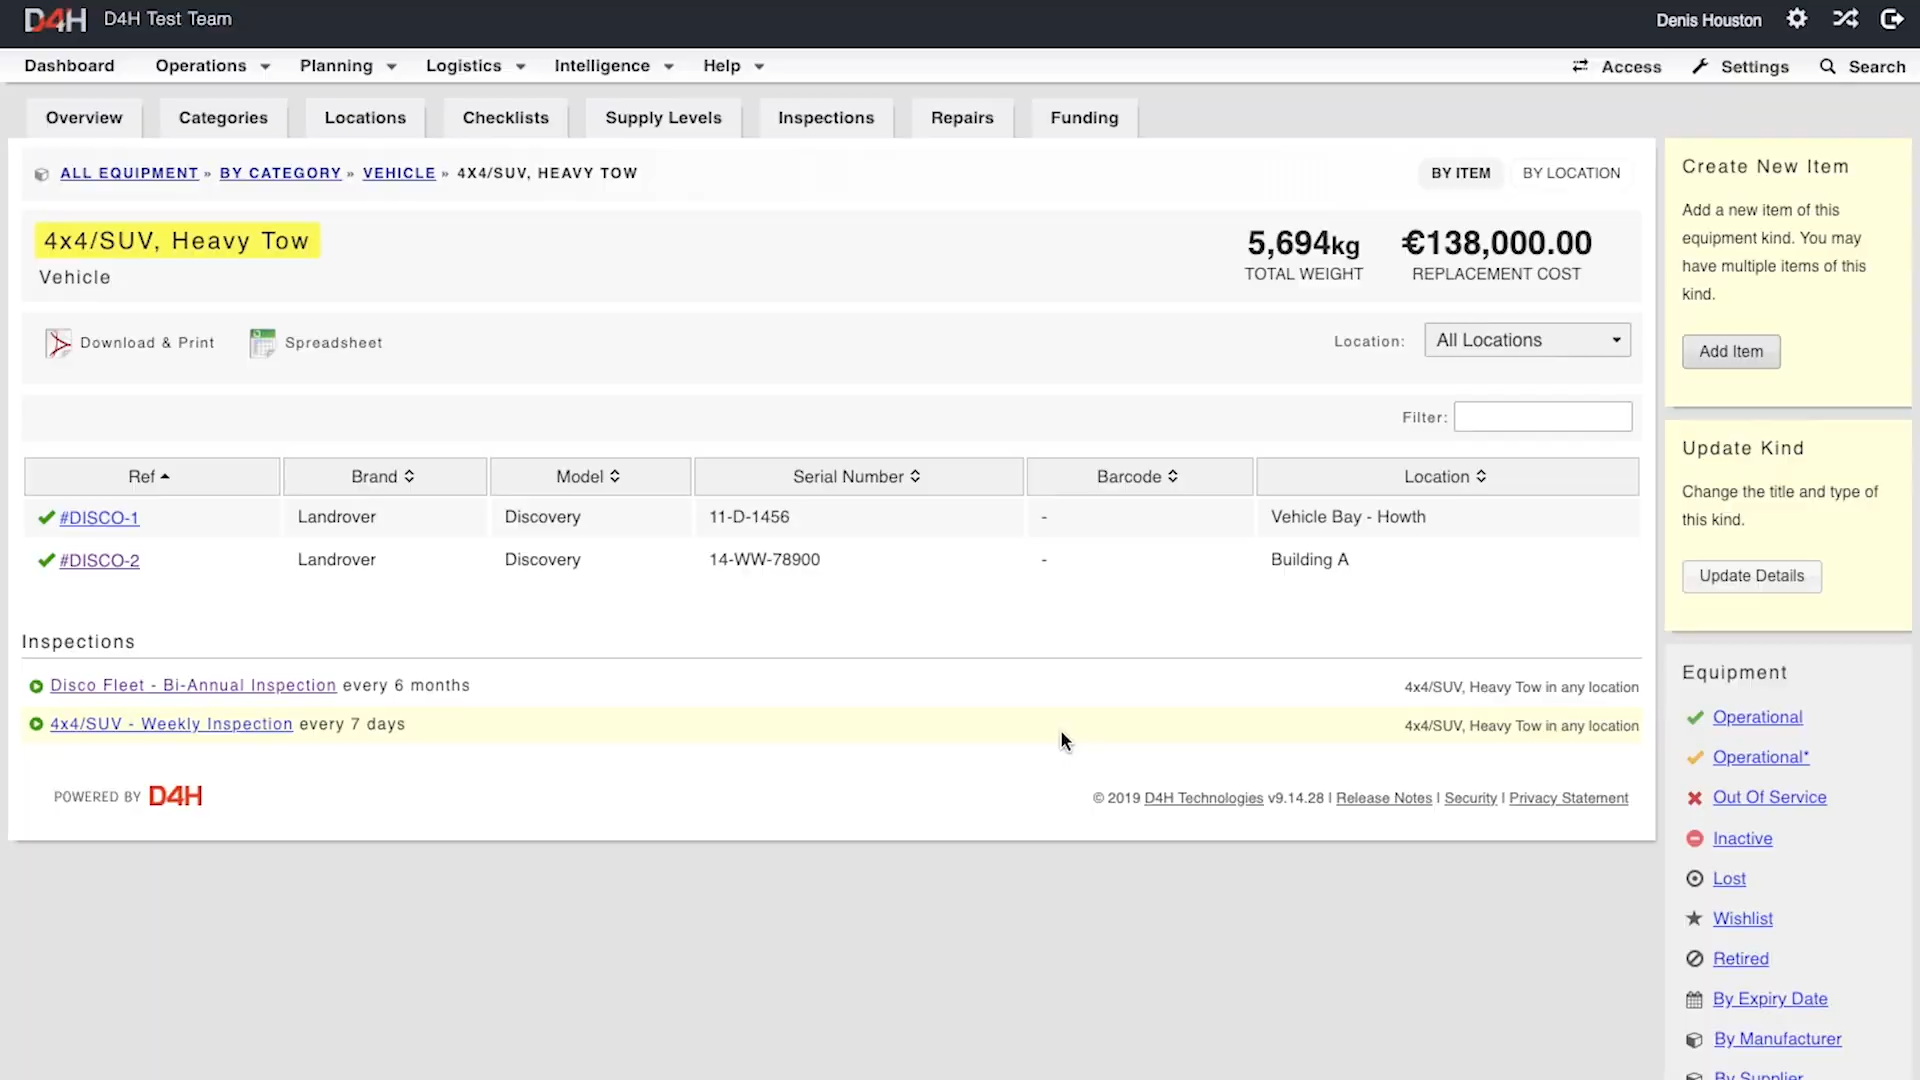 D4H D4H Test Team Denis Houston
Dashboard Operations Planning Logistics Intelligence Help Access Settings Search
Overview Categories Locations Checklists Supply Levels Inspections Repairs Funding
ALL EQUIPMENT » BY CATEGORY » VEHICLE » 4X4/SUV, HEAVY TOW BY ITEM BY LOCATION
4x4/SUV, Heavy Tow
Vehicle
5,694kg €138,000.00
TOTAL WEIGHT REPLACEMENT COST
Download & Print Spreadsheet Location: All Locations
Filter:
Ref Brand Model Serial Number Barcode Location
#DISCO-1 Landrover Discovery 11-D-1456 - Vehicle Bay - Howth
#DISCO-2 Landrover Discovery 14-WW-78900 - Building A
Inspections
Disco Fleet - Bi-Annual Inspection every 6 months 4x4/SUV, Heavy Tow in any location
4x4/SUV - Weekly Inspection every 7 days 4x4/SUV, Heavy Tow in any location
POWERED BY D4H
© 2019 D4H Technologies v9.14.28 | Release Notes | Security | Privacy Statement
Create New Item
Add a new item of this
equipment kind. You may
have multiple items of this
kind.
Add Item
Update Kind
Change the title and type of
this kind.
Update Details
Equipment
Operational
Operational*
Out Of Service
Inactive
Lost
Wishlist
Retired
By Expiry Date
By Manufacturer
By Supplier